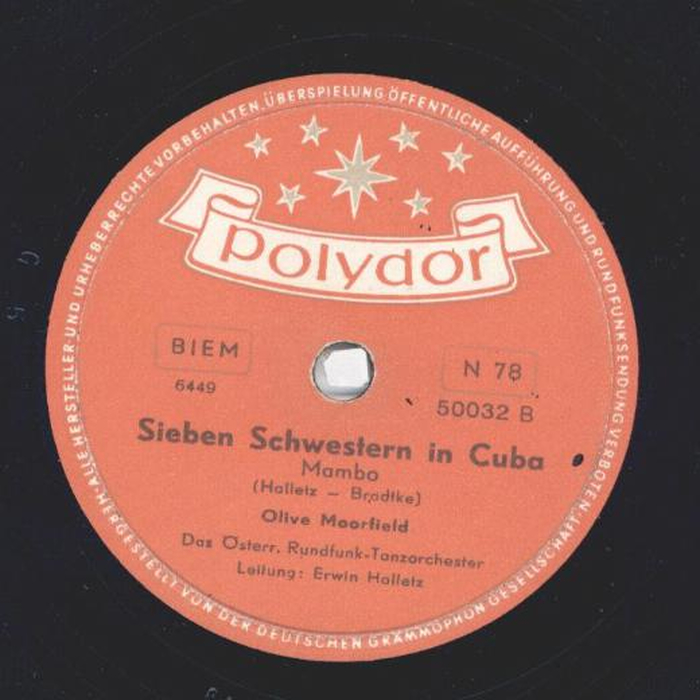 ALLE HERSTELLER- UND URHEBERRECHTE VORBEHALTEN. ÜBERSPIELUNG ÖFFENTLICHE AUFFÜHRUNG UND RUNDFUNKSENDUNG VERBOTEN
polydor
BIEM
N 78
6449
50032 B
Sieben Schwestern in Cuba
Mambo
(Halletz – Bradtke)
Olive Moorfield
Das Österr. Rundfunk-Tanzorchester
Leitung: Erwin Halletz
HERGESTELLT VON DER DEUTSCHEN GRAMMOPHON GESELLSCHAFT